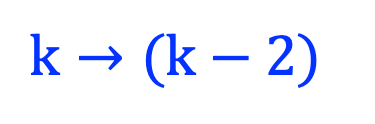 k → (k − 2)